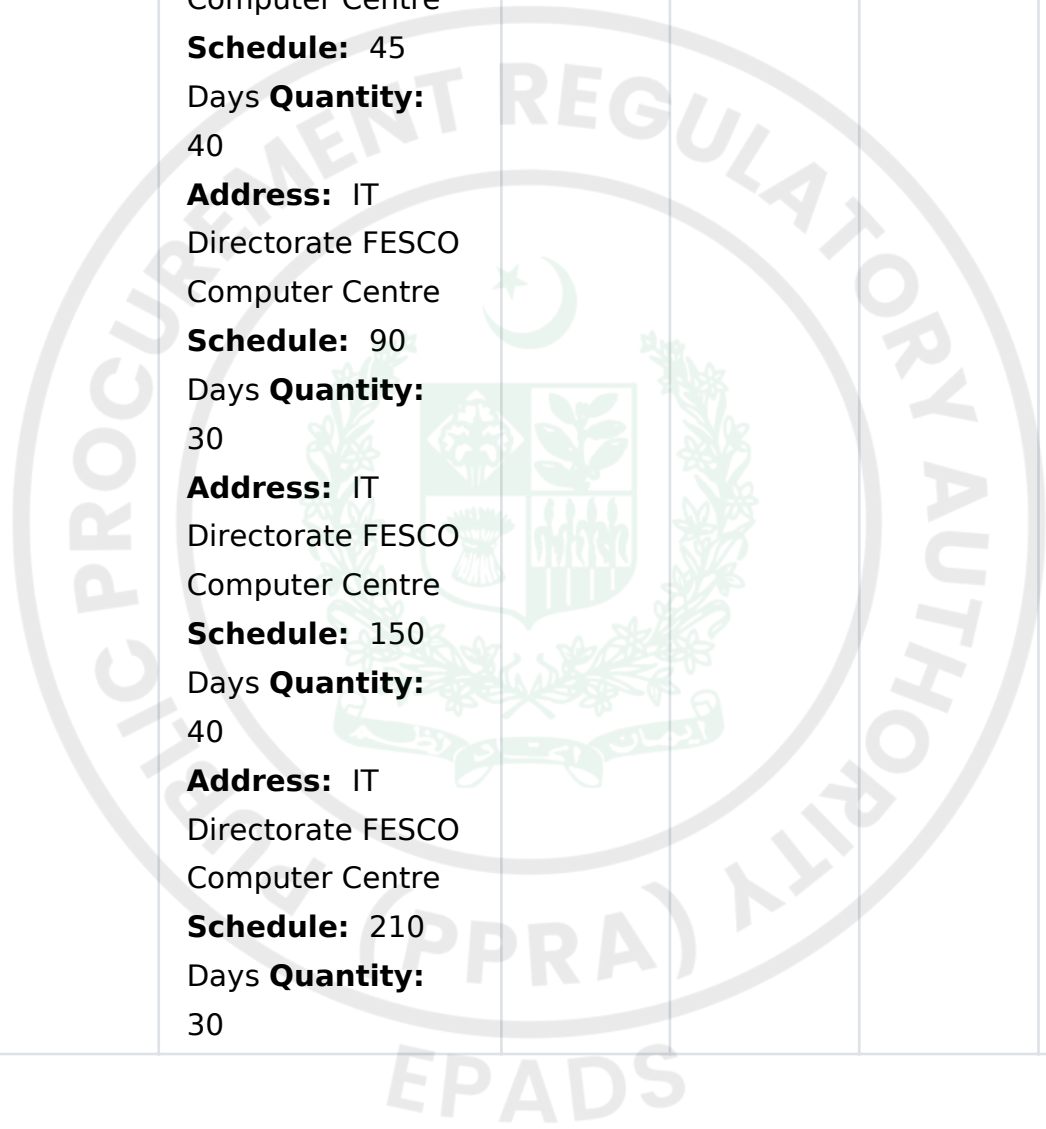 Computer Centre
Schedule: 45
Days Quantity:
40
Address: IT
Directorate FESCO
Computer Centre
Schedule: 90
Days Quantity:
30
Address: IT
Directorate FESCO
Computer Centre
Schedule: 150
Days Quantity:
40
Address: IT
Directorate FESCO
Computer Centre
Schedule: 210
Days Quantity:
30
PUBLIC PROCUREMENT REGULATORY AUTHORITY
(PPRA)
EPADS